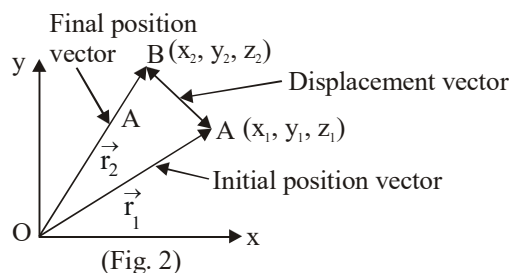 Final position
vector
y
B (x₂, y₂, z₂)
Displacement vector
A
A (x₁, y₁, z₁)
r⃗₂
Initial position vector
r⃗₁
O
x
(Fig. 2)